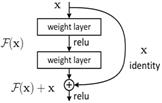 x
weight layer
F(x)
relu
x
weight layer
identity
F(x) + x
relu